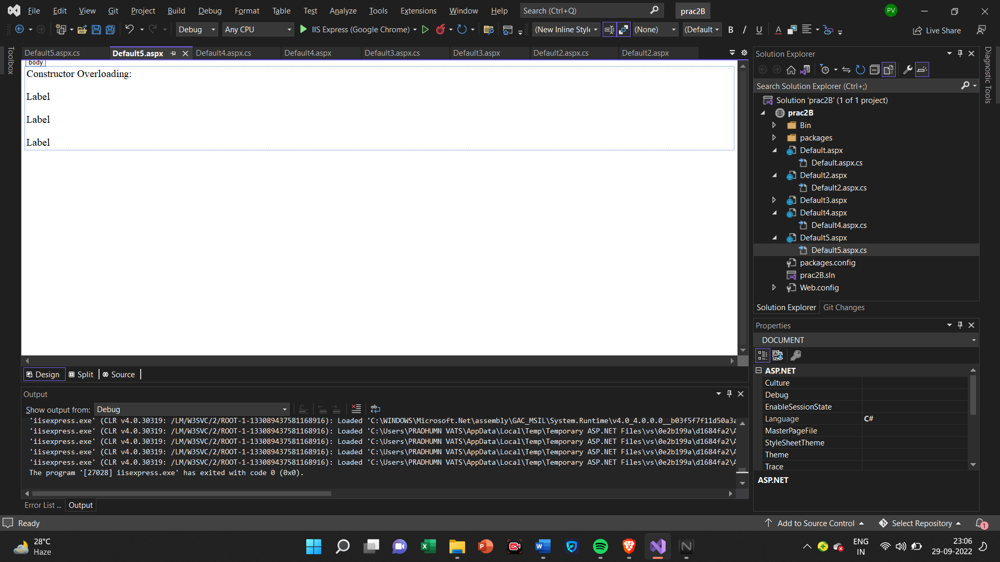 File Edit View Git Project Build Debug Format Table Test Analyze Tools Extensions Window Help Search (Ctrl+Q) prac2B PV
Debug Any CPU IIS Express (Google Chrome) (New Inline Style (None) (Default B I U A Live Share
Toolbox
Default5.aspx.cs Default5.aspx Default4.aspx.cs Default4.aspx Default3.aspx.cs Default3.aspx Default2.aspx.cs Default2.aspx
body
Constructor Overloading:
Label
Label
Label
Design Split Source
Output
Show output from: Debug
'iisexpress.exe' (CLR v4.0.30319: /LM/W3SVC/2/ROOT-1-133089437581168916): Loaded 'C:\WINDOWS\Microsoft.Net\assembly\GAC_MSIL\System.Runtime\v4.0_4.0.0.0__b03f5f7f11d50a3a
'iisexpress.exe' (CLR v4.0.30319: /LM/W3SVC/2/ROOT-1-133089437581168916): Loaded 'C:\Users\PRADHUMN VATS\AppData\Local\Temp\Temporary ASP.NET Files\vs\0e2b199a\d1684fa2\A
'iisexpress.exe' (CLR v4.0.30319: /LM/W3SVC/2/ROOT-1-133089437581168916): Loaded 'C:\Users\PRADHUMN VATS\AppData\Local\Temp\Temporary ASP.NET Files\vs\0e2b199a\d1684fa2\A
'iisexpress.exe' (CLR v4.0.30319: /LM/W3SVC/2/ROOT-1-133089437581168916): Loaded 'C:\Users\PRADHUMN VATS\AppData\Local\Temp\Temporary ASP.NET Files\vs\0e2b199a\d1684fa2\A
'iisexpress.exe' (CLR v4.0.30319: /LM/W3SVC/2/ROOT-1-133089437581168916): Loaded 'C:\Users\PRADHUMN VATS\AppData\Local\Temp\Temporary ASP.NET Files\vs\0e2b199a\d1684fa2\A
The program '[27028] iisexpress.exe' has exited with code 0 (0x0).
Error List ... Output
Solution Explorer
Search Solution Explorer (Ctrl+;)
Solution 'prac2B' (1 of 1 project)
prac2B
Bin
packages
Default.aspx
Default.aspx.cs
Default2.aspx
Default2.aspx.cs
Default3.aspx
Default4.aspx
Default4.aspx.cs
Default5.aspx
Default5.aspx.cs
packages.config
prac2B.sln
Web.config
Solution Explorer Git Changes
Properties
DOCUMENT
ASP.NET
Culture
Debug
EnableSessionState
Language C#
MasterPageFile
StyleSheetTheme
Theme
Trace
ASP.NET
Diagnostic Tools
Ready Add to Source Control Select Repository 1
28°C
Haze
ENG
IN
23:06
29-09-2022